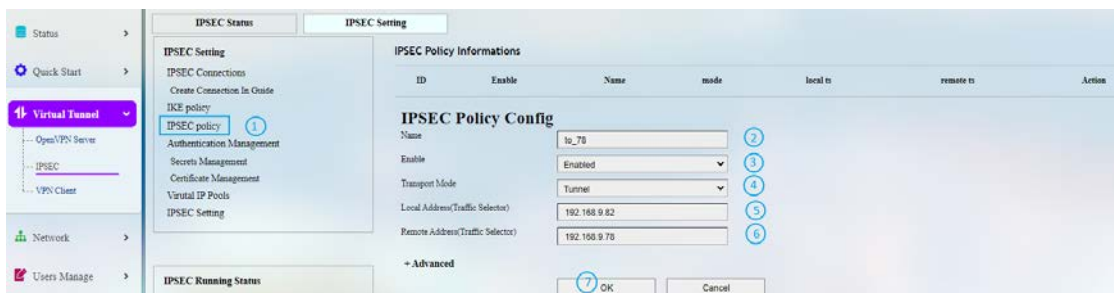 IPSEC Status
IPSEC Setting
Status
Quick Start
Virtual Tunnel
OpenVPN Server
IPSEC
VPN Client
Network
Users Manage
IPSEC Setting
IPSEC Connections
Create Connection In Guide
IKE policy
IPSEC policy 1
Authentication Management
Secrets Management
Certificate Management
Virutal IP Pools
IPSEC Setting
IPSEC Running Status
IPSEC Policy Informations
ID Enable Name mode local ts remote ts Action
IPSEC Policy Config
Name to_78 2
Enable Enabled 3
Transport Mode Tunnel 4
Local Address(Traffic Selector) 192.168.9.82 5
Remote Address(Traffic Selector) 192.168.9.78 6
+ Advanced
7 OK Cancel